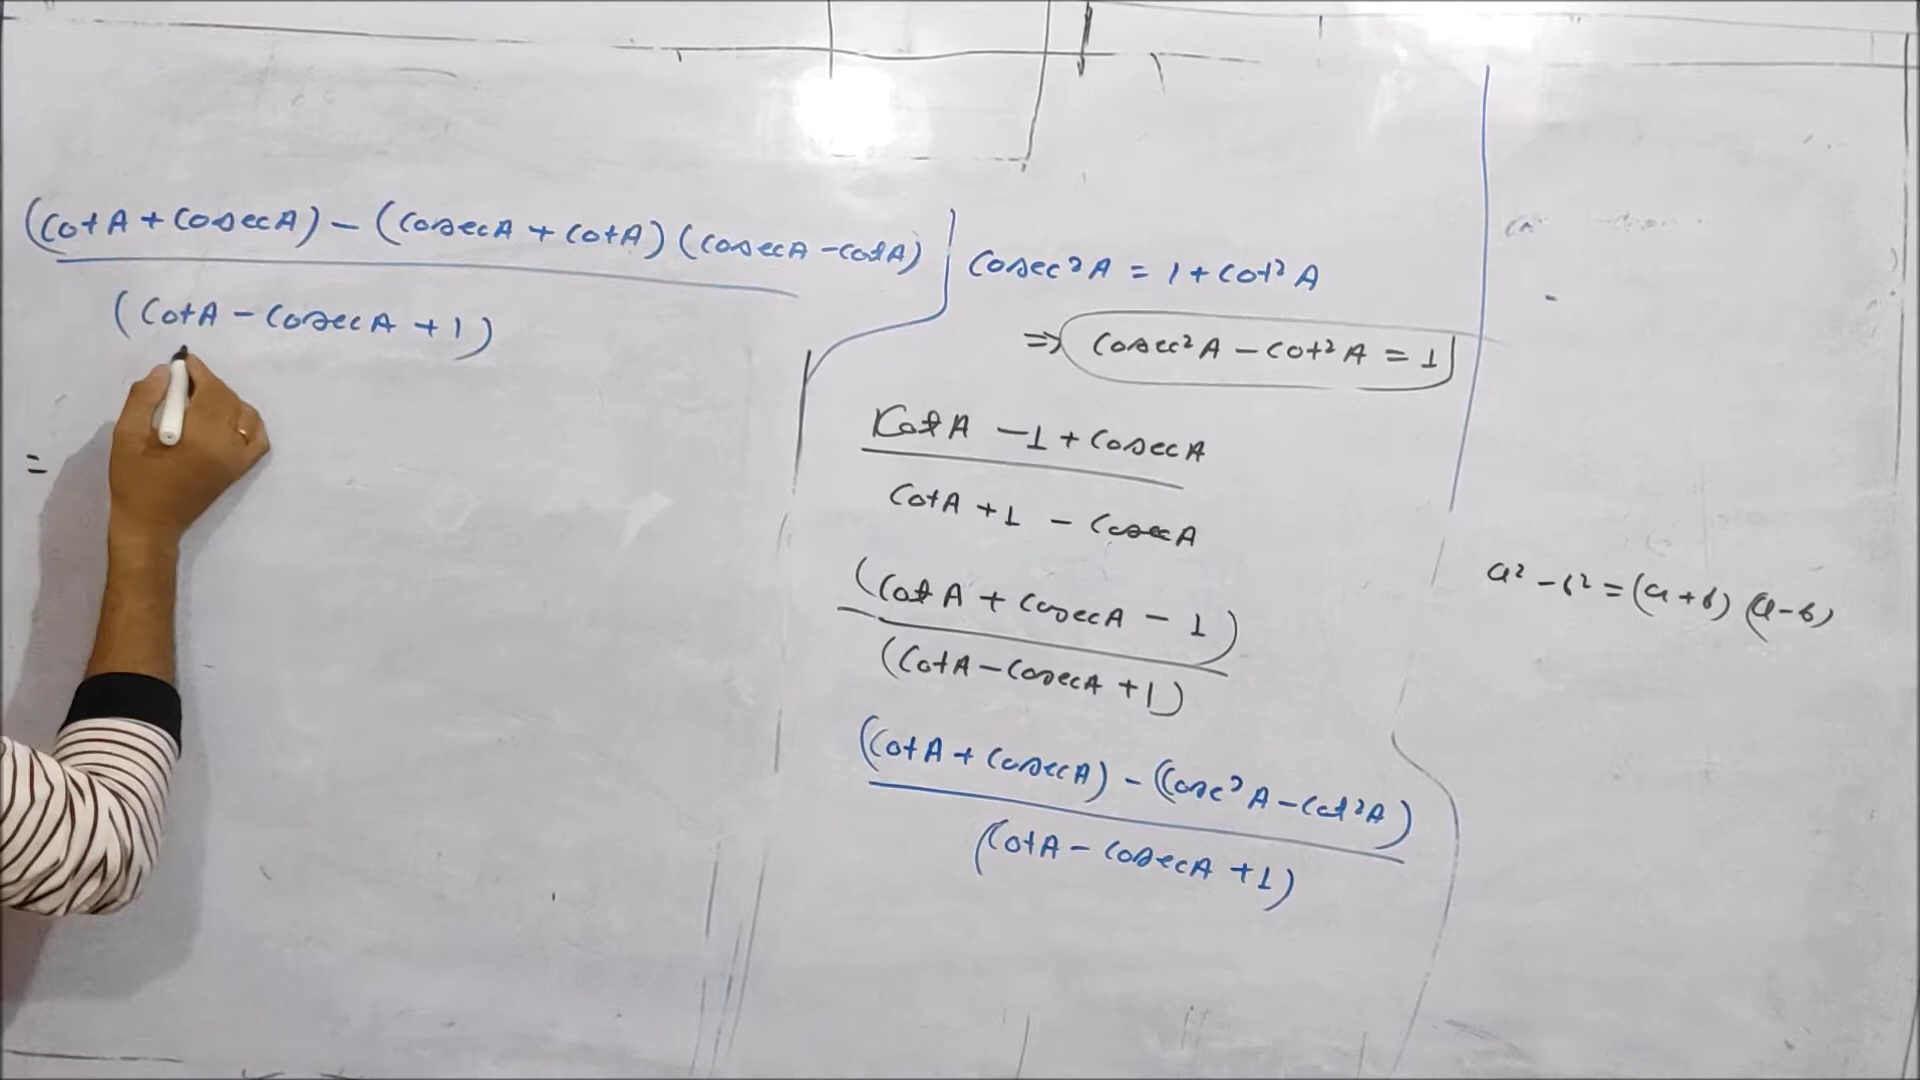 (CotA + CosecA) - (CosecA + CotA) (CosecA - CotA)
(CotA - CosecA + 1)
=
Cosec²A = 1 + Cot²A
⇒ Cosec²A - Cot²A = 1
CotA - 1 + CosecA
CotA + 1 - CosecA
(CotA + CosecA - 1)
(CotA - CosecA + 1)
(CotA + CosecA) - (Cosec²A - Cot²A)
(CotA - CosecA + 1)
a² - b² = (a + b) (a - b)